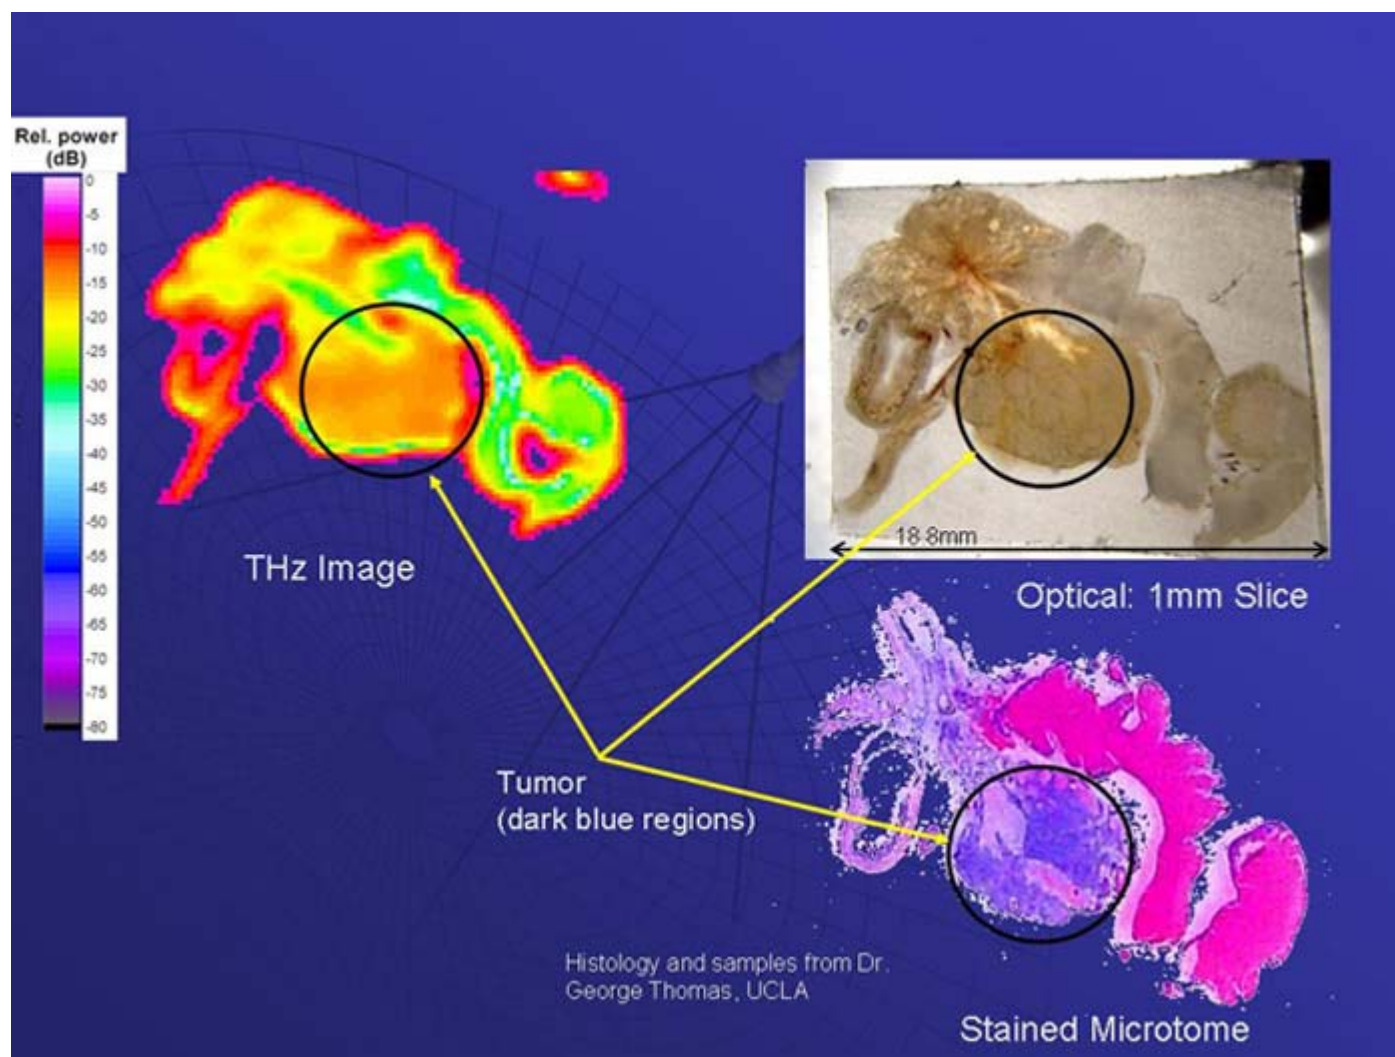 Rel. power
(dB)
0
-5
-10
-15
-20
-25
-30
-35
-40
-45
-50
-55
-60
-65
-70
-75
-80
THz Image
18.8mm
Optical: 1mm Slice
Tumor
(dark blue regions)
Histology and samples from Dr.
George Thomas, UCLA
Stained Microtome